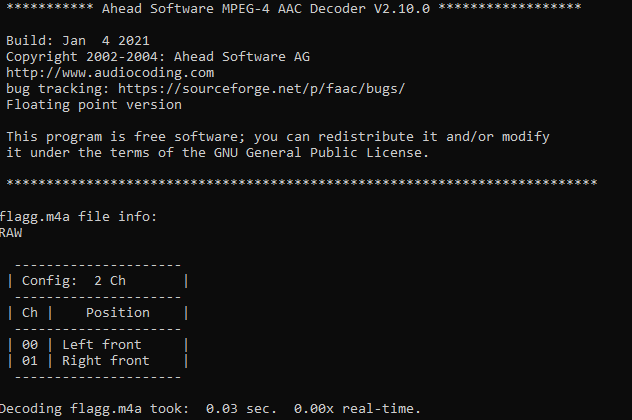 *********** Ahead Software MPEG-4 AAC Decoder V2.10.0 ******************
Build: Jan  4 2021
Copyright 2002-2004: Ahead Software AG
http://www.audiocoding.com
bug tracking: https://sourceforge.net/p/faac/bugs/
Floating point version
This program is free software; you can redistribute it and/or modify
it under the terms of the GNU General Public License.
**************************************************************************
flagg.m4a file info:
RAW
---------------------
| Config:  2 Ch       |
---------------------
| Ch |    Position    |
---------------------
| 00 | Left front     |
| 01 | Right front    |
---------------------
Decoding flagg.m4a took:  0.03 sec.  0.00x real-time.